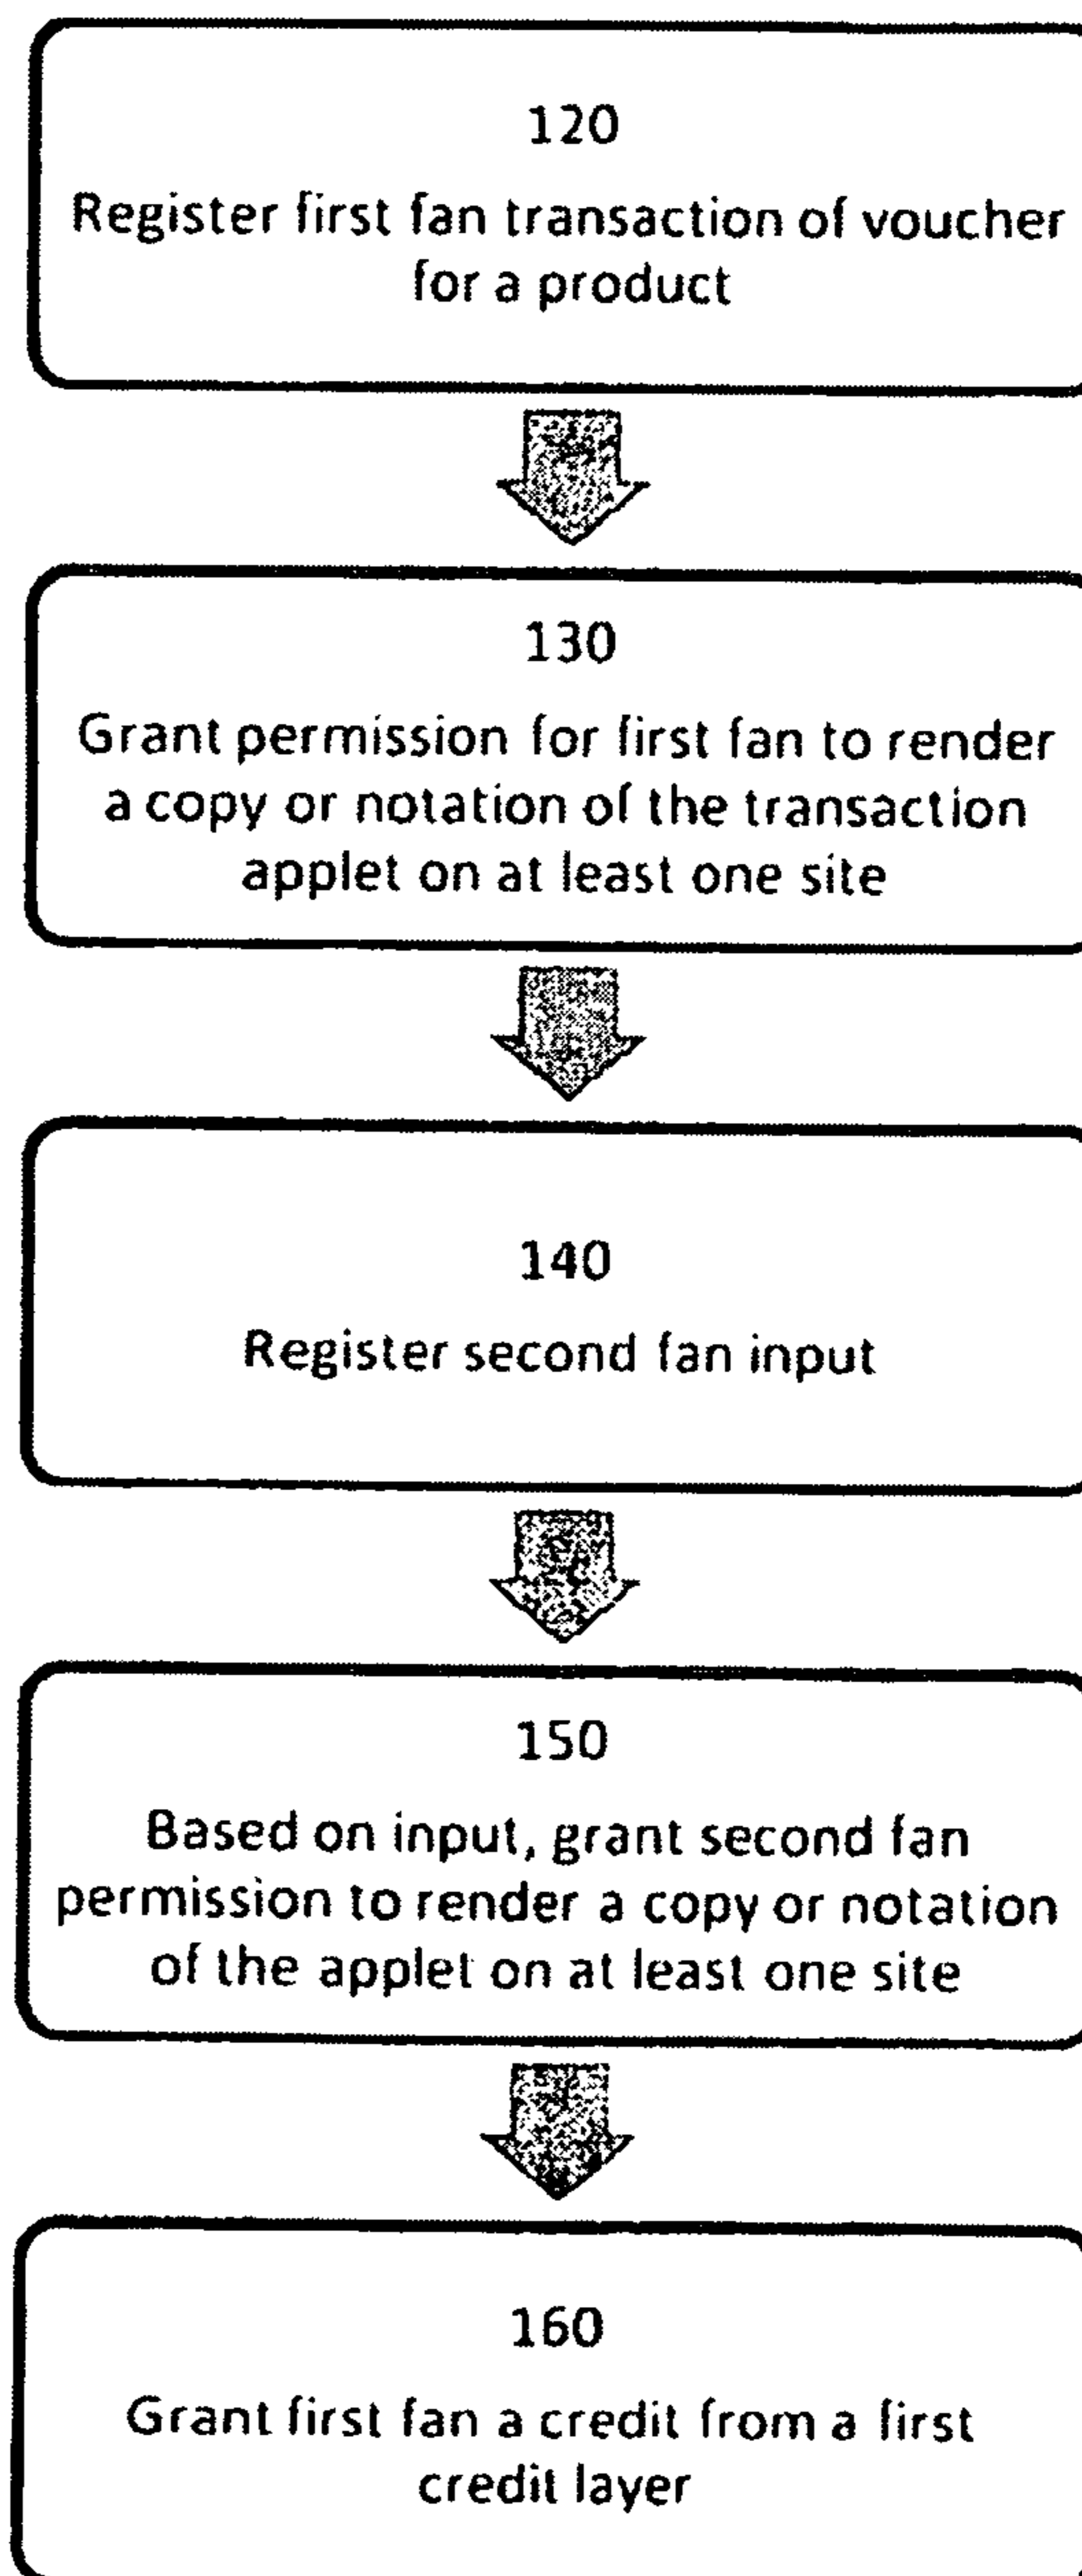 120
Register first fan transaction of voucher
for a product
130
Grant permission for first fan to render
a copy or notation of the transaction
applet on at least one site
140
Register second fan input
150
Based on input, grant second fan
permission to render a copy or notation
of the applet on at least one site
160
Grant first fan a credit from a first
credit layer